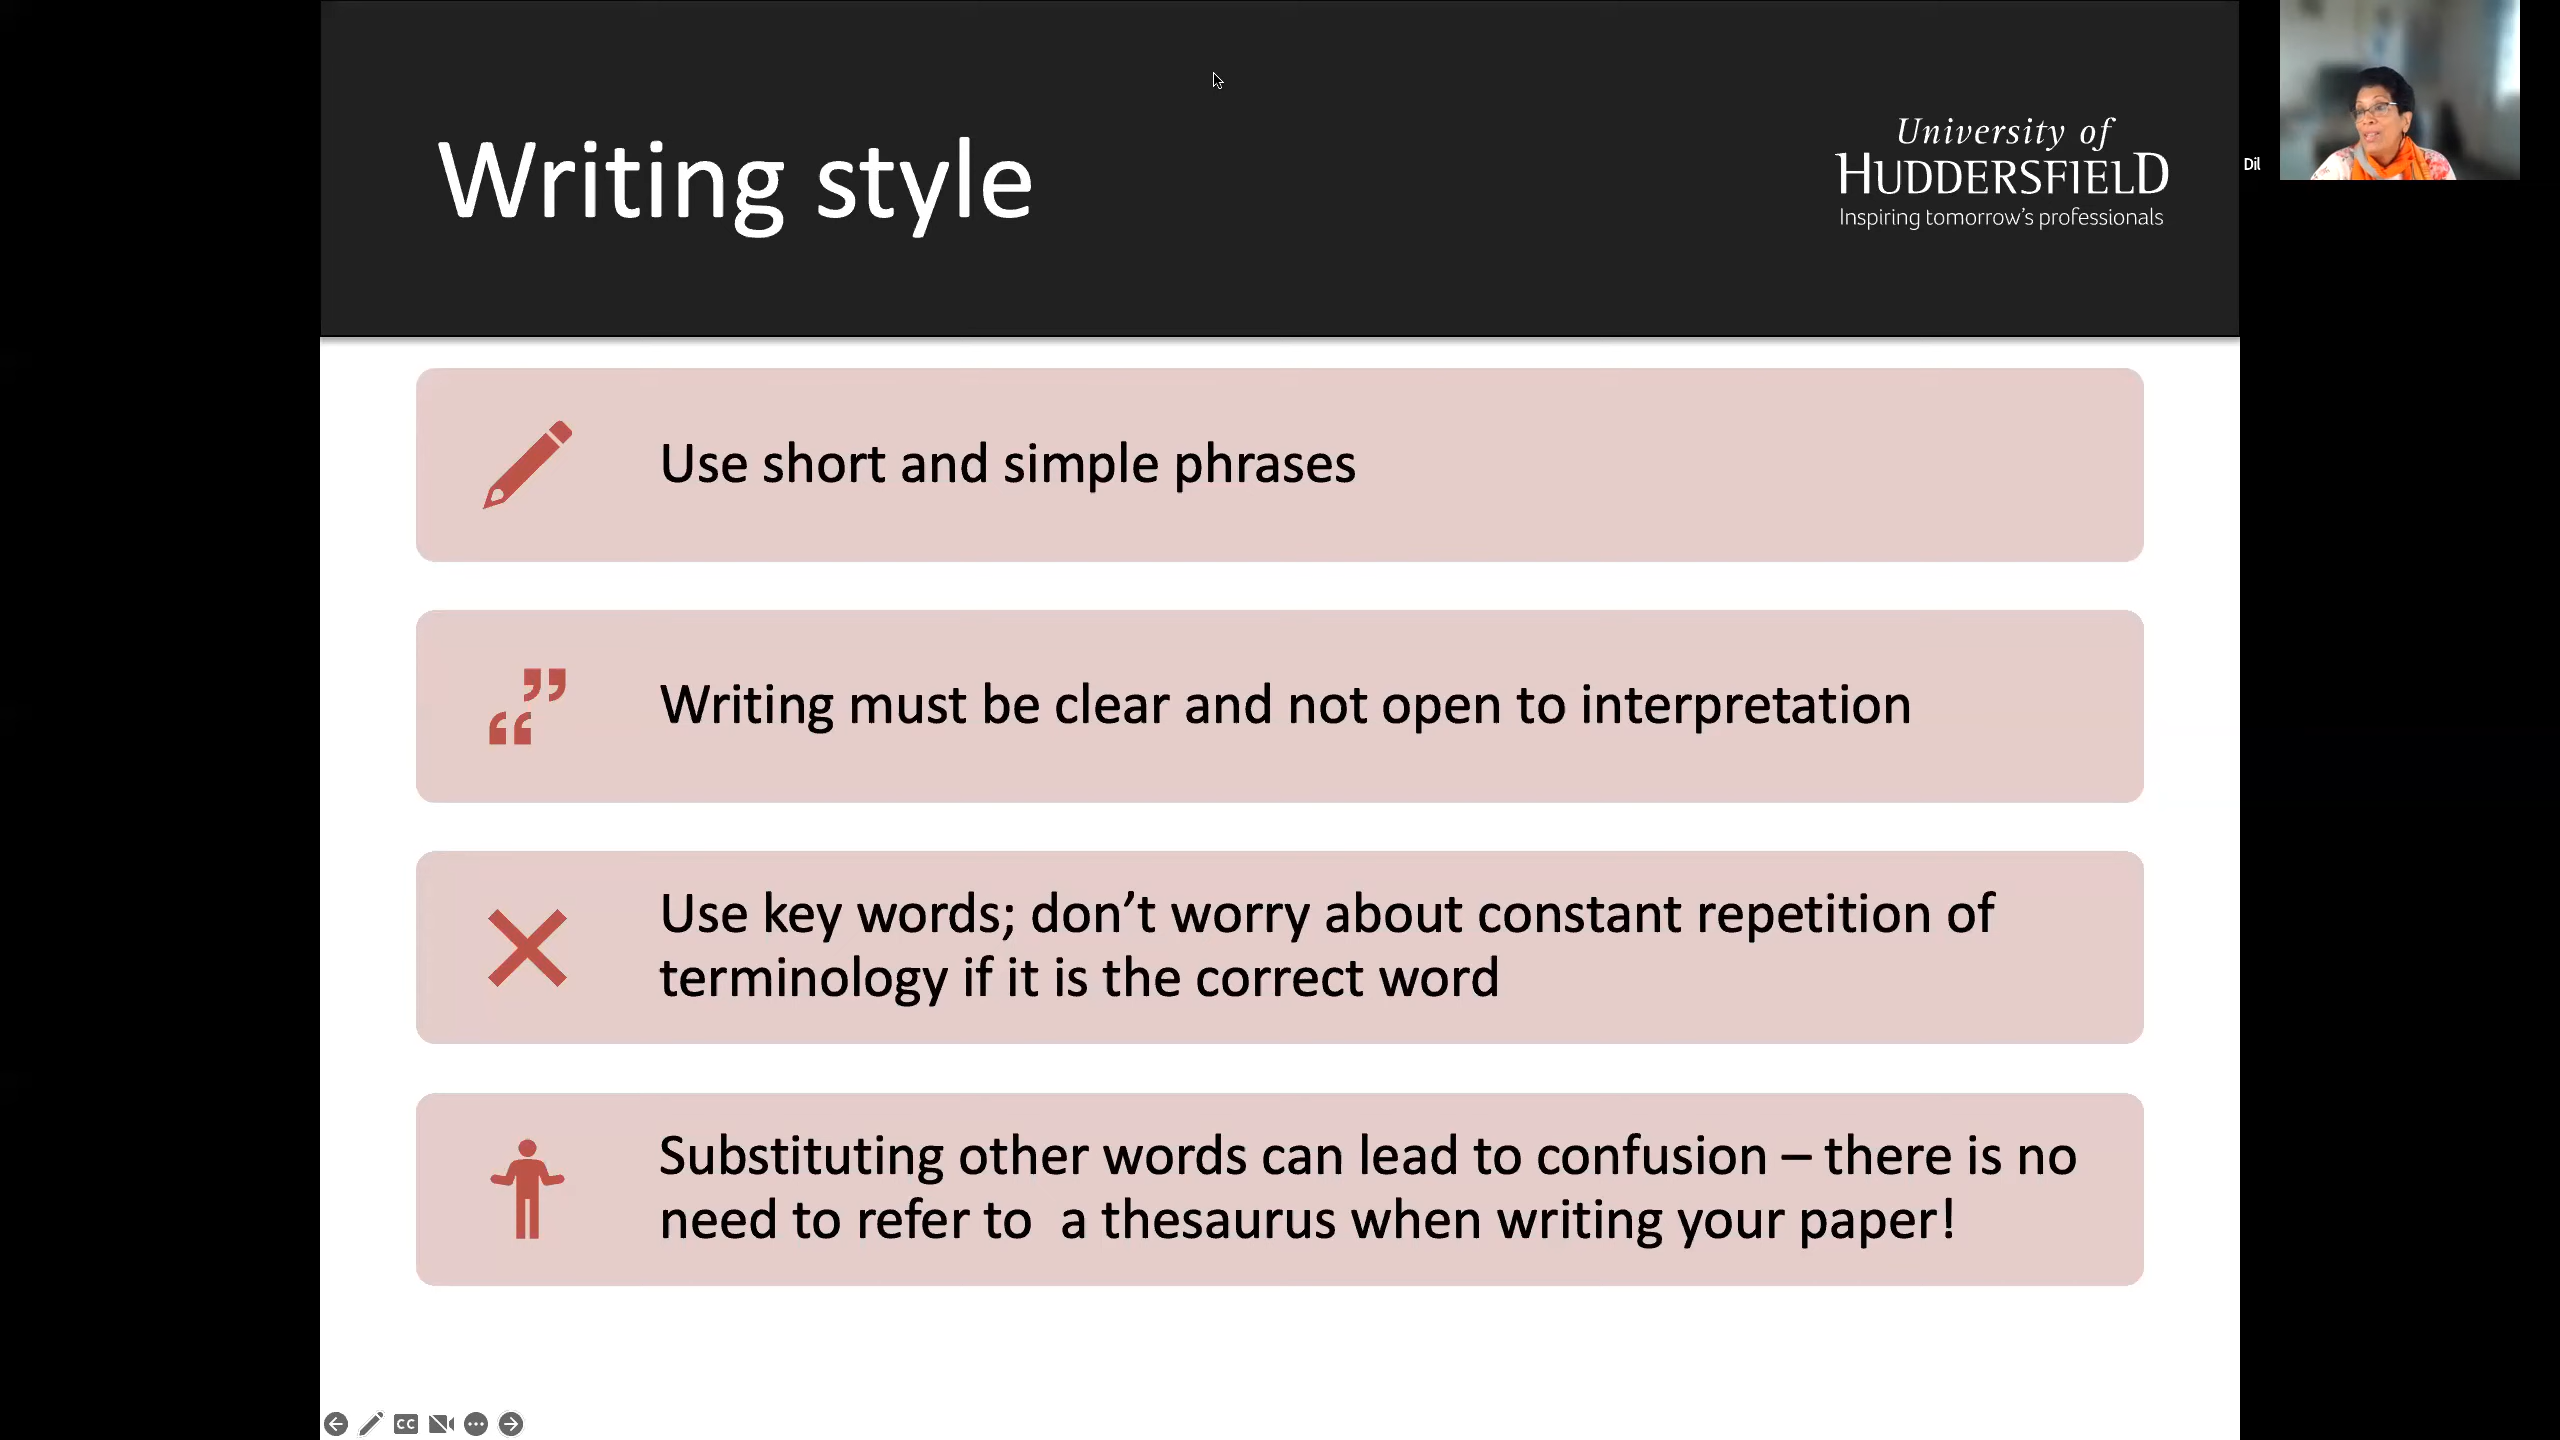 Writing style
University of
HUDDERSFIELD
Inspiring tomorrow's professionals
Dil
Use short and simple phrases
Writing must be clear and not open to interpretation
Use key words; don’t worry about constant repetition of
terminology if it is the correct word
Substituting other words can lead to confusion – there is no
need to refer to  a thesaurus when writing your paper!
CC